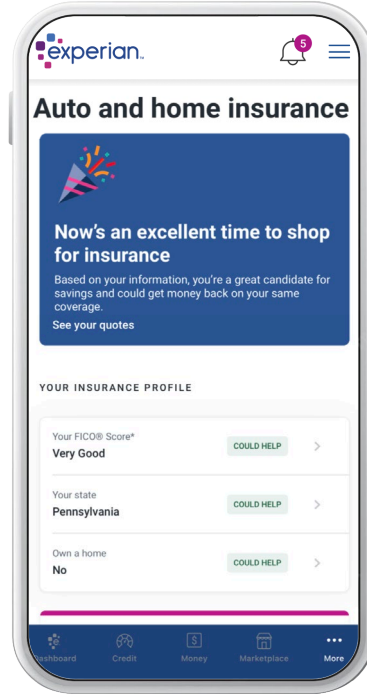 experian.
5
Auto and home insurance
Now's an excellent time to shop
for insurance
Based on your information, you're a great candidate for
savings and could get money back on your same
coverage.
See your quotes
YOUR INSURANCE PROFILE
Your FICO® Score*
Very Good
COULD HELP
Your state
Pennsylvania
COULD HELP
Own a home
No
COULD HELP
ashboard Credit Money Marketplace More